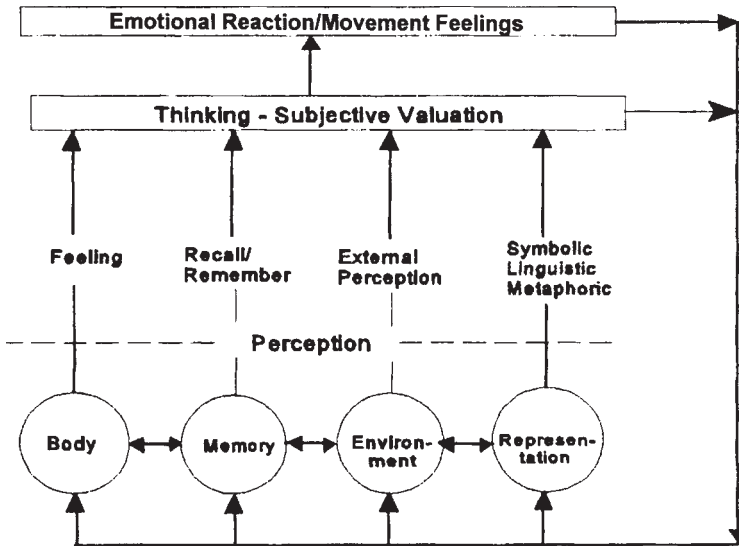 Emotional Reaction/Movement Feelings
Thinking - Subjective Valuation
Feeling
Recall/
Remember
External
Perception
Symbolic
Linguistic
Metaphoric
Perception
Body
Memory
Environ-
ment
Represen-
tation